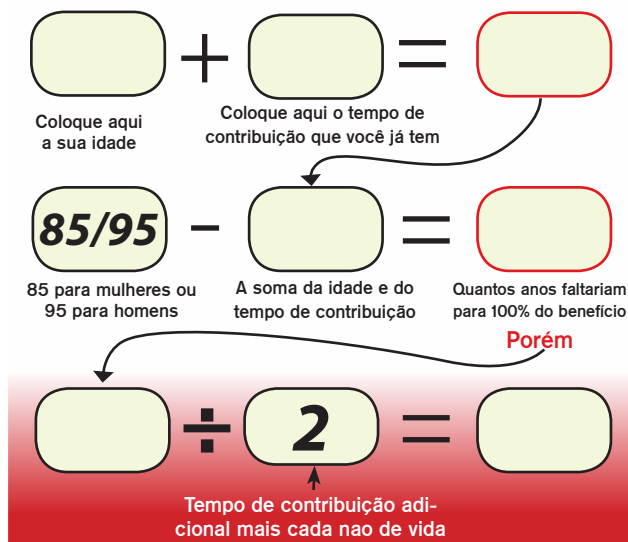 + =
Coloque aqui
a sua idade
Coloque aqui o tempo de
contribuição que você já tem
85/95 - =
85 para mulheres ou
95 para homens
A soma da idade e do
tempo de contribuição
Quantos anos faltariam
para 100% do benefício
Porém
÷ 2 =
Tempo de contribuição adi-
cional mais cada nao de vida